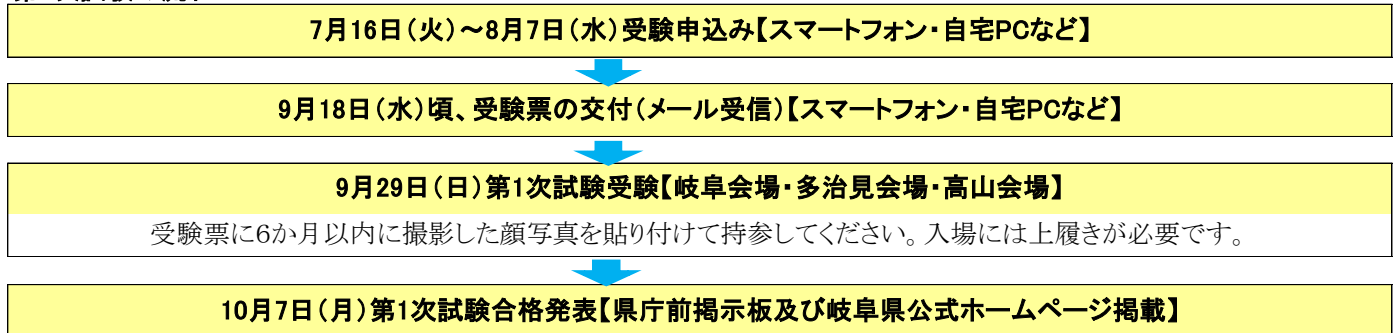 7月16日(火)～8月7日(水)受験申込み【スマートフォン・自宅PCなど】
9月18日(水)頃、受験票の交付(メール受信)【スマートフォン・自宅PCなど】
9月29日(日)第1次試験受験【岐阜会場・多治見会場・高山会場】
受験票に6か月以内に撮影した顔写真を貼り付けて持参してください。入場には上履きが必要です。
10月7日(月)第1次試験合格発表【県庁前掲示板及び岐阜県公式ホームページ掲載】